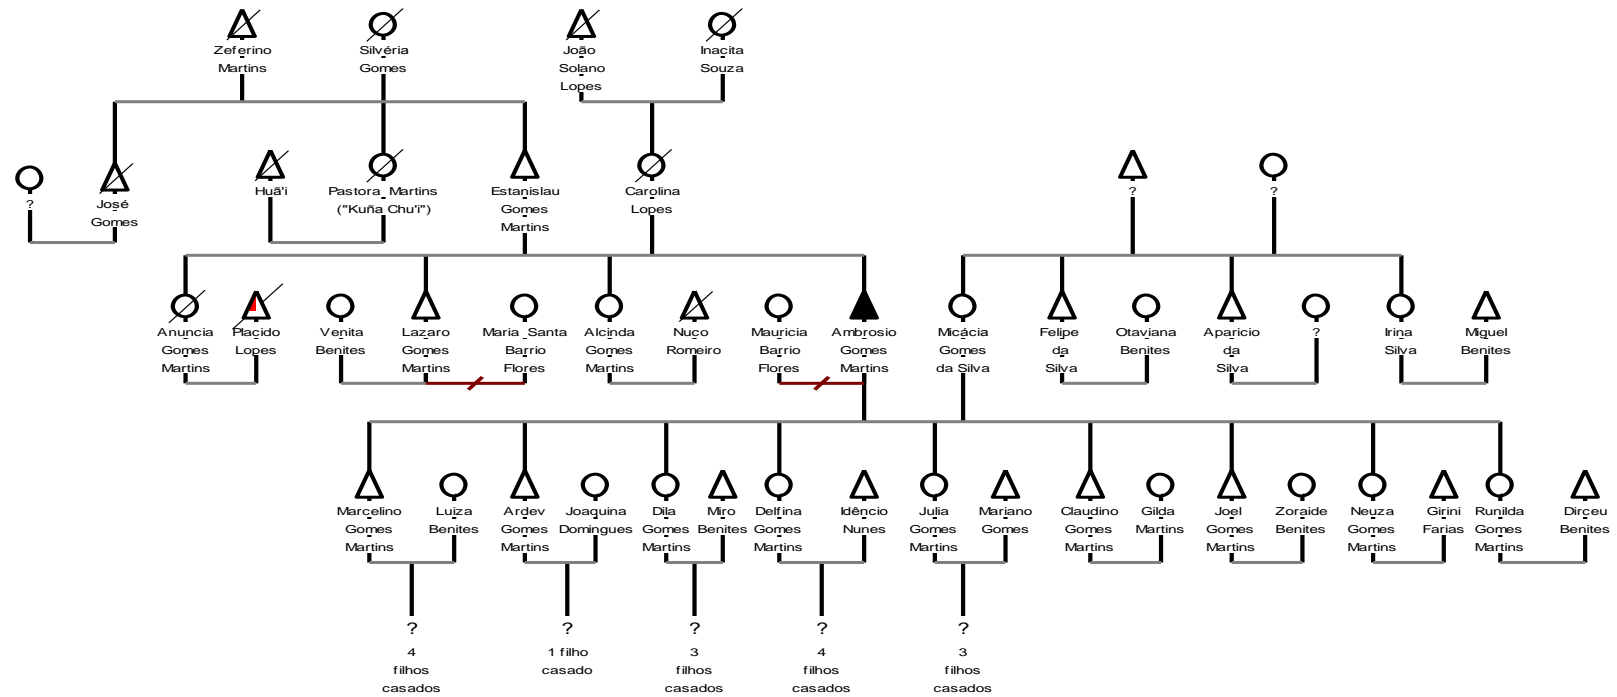 Zeferino
Martins
Silvéria
Gomes
João
Solano
Lopes
Inacita
Souza
?
José
Gomes
Huã'i
Pastora Martins
("Kuña Chu'i")
Estanislau
Gomes
Martins
Carolina
Lopes
?
?
Anuncia
Gomes
Martins
Placido
Lopes
Venita
Benites
Lazaro
Gomes
Martins
Maria Santa
Barrio
Flores
Alcinda
Gomes
Martins
Nuço
Romeiro
Mauricia
Barrio
Flores
Ambrosio
Gomes
Martins
Micácia
Gomes
da Silva
Felipe
da
Silva
Otaviana
Benites
Aparicio
da
Silva
?
Irina
Silva
Miguel
Benites
Marcelino
Gomes
Martins
Luiza
Benites
Ardev
Gomes
Martins
Joaquina
Domingues
Dila
Gomes
Martins
Miro
Benites
Delfina
Gomes
Martins
Idêncio
Nunes
Julia
Gomes
Martins
Mariano
Gomes
Claudino
Gomes
Martins
Gilda
Martins
Joel
Gomes
Martins
Zoraide
Benites
Neuza
Gomes
Martins
Girini
Farias
Runilda
Gomes
Martins
Dirceu
Benites
?
4
filhos
casados
?
1 filho
casado
?
3
filhos
casados
?
4
filhos
casados
?
3
filhos
casados